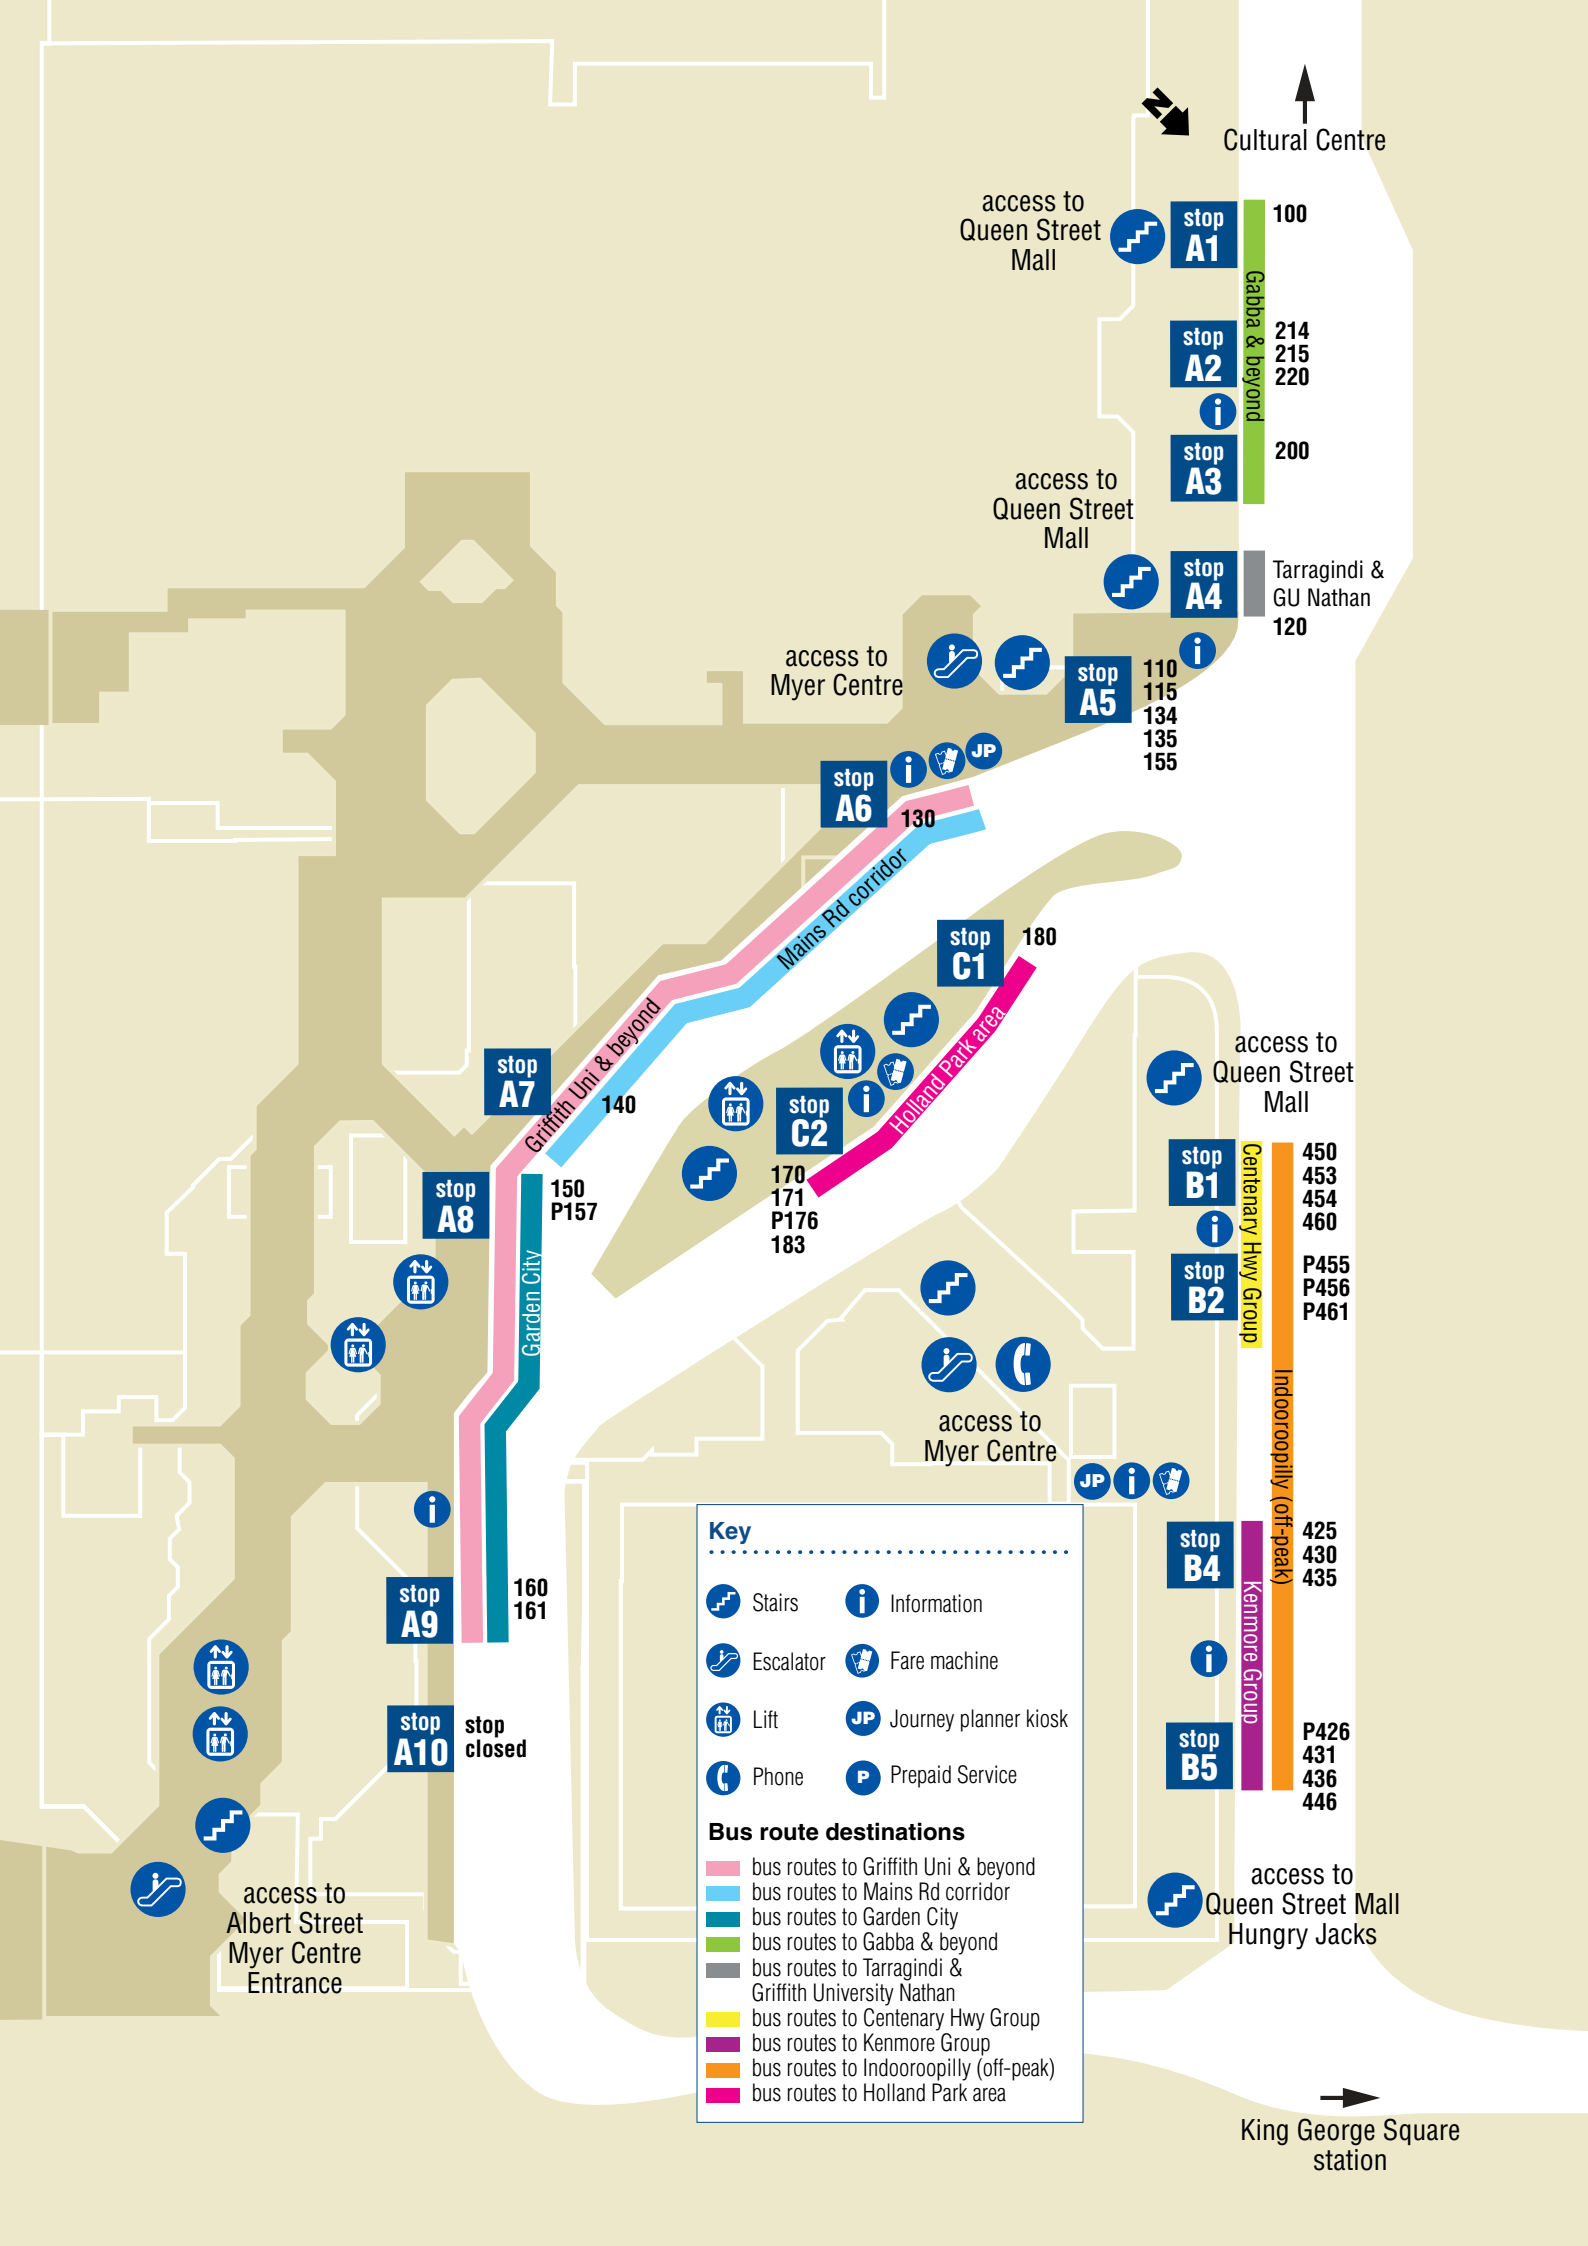 N
Cultural Centre
access to
Queen Street
Mall
stop
A1
100
Gabba & beyond
stop
A2
214
215
220
i
stop
A3
200
access to
Queen Street
Mall
stop
A4
Tarragindi &
GU Nathan
120
i
access to
Myer Centre
stop
A5
110
115
134
135
155
stop
A6
i
JP
130
Mains Rd corridor
Griffith Uni & beyond
stop
C1
180
Holland Park area
stop
A7
140
i
stop
C2
170
171
P176
183
access to
Queen Street
Mall
stop
B1
i
Centenary Hwy Group
450
453
454
460
stop
B2
P455
P456
P461
stop
A8
150
P157
Garden City
Indooroopilly (off-peak)
access to
Myer Centre
JP
i
stop
B4
425
430
435
Kenmore Group
i
stop
B5
P426
431
436
446
i
stop
A9
160
161
stop
A10
stop
closed
access to
Albert Street
Myer Centre
Entrance
access to
Queen Street Mall
Hungry Jacks
Key
Stairs
i
Information
Escalator
Fare machine
Lift
JP
Journey planner kiosk
Phone
P
Prepaid Service
Bus route destinations
bus routes to Griffith Uni & beyond
bus routes to Mains Rd corridor
bus routes to Garden City
bus routes to Gabba & beyond
bus routes to Tarragindi &
Griffith University Nathan
bus routes to Centenary Hwy Group
bus routes to Kenmore Group
bus routes to Indooroopilly (off-peak)
bus routes to Holland Park area
King George Square
station